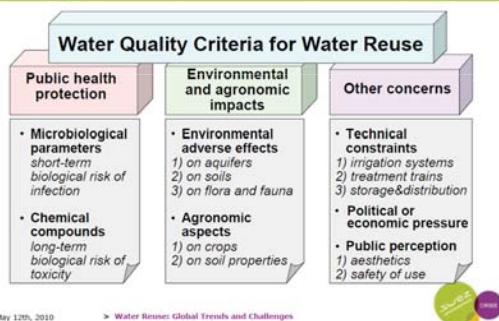 Water Quality Criteria for Water Reuse
Public health
protection
• Microbiological
parameters
short-term
biological risk of
infection
• Chemical
compounds
long-term
biological risk of
toxicity
Environmental
and agronomic
impacts
• Environmental
adverse effects
1) on aquifers
2) on soils
3) on flora and fauna
• Agronomic
aspects
1) on crops
2) on soil properties
Other concerns
• Technical
constraints
1) irrigation systems
2) treatment trains
3) storage&distribution
• Political or
economic pressure
• Public perception
1) aesthetics
2) safety of use
May 12th, 2010
> Water Reuse: Global Trends and Challenges